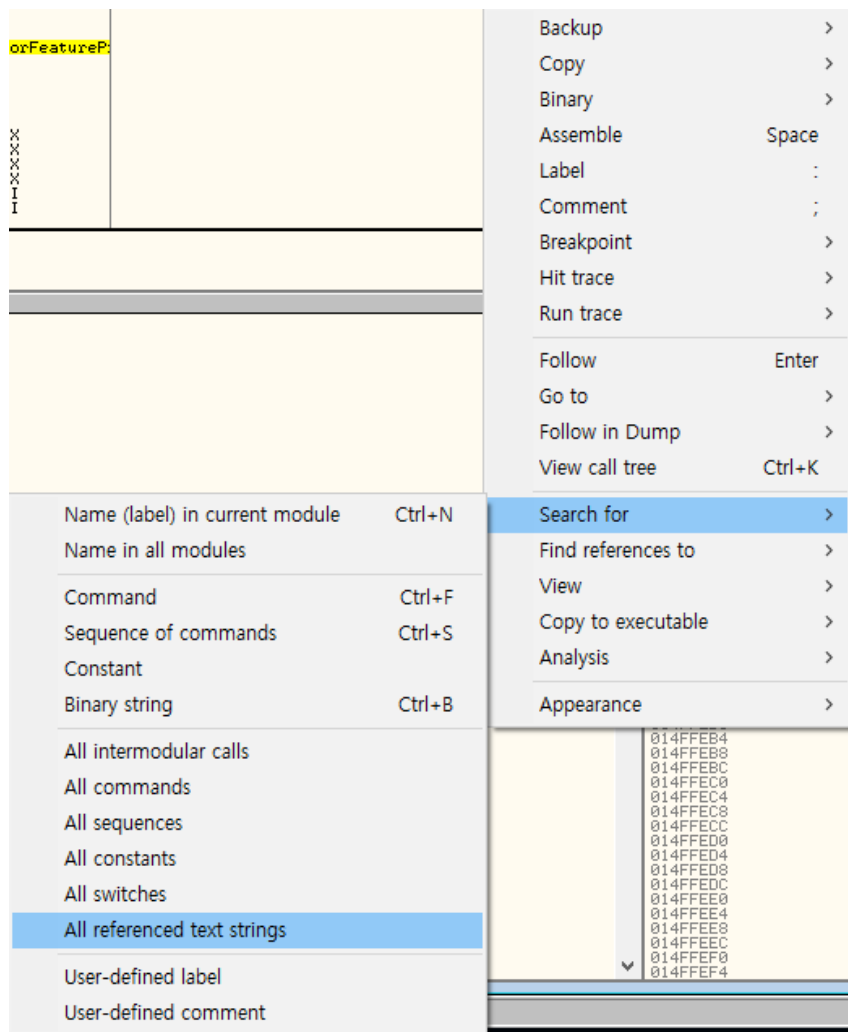 orFeatureP
x
x
x
x
I
I
Backup >
Copy >
Binary >
Assemble Space
Label :
Comment ;
Breakpoint >
Hit trace >
Run trace >
Follow Enter
Go to >
Follow in Dump >
View call tree Ctrl+K
Search for >
Find references to >
View >
Copy to executable >
Analysis >
Appearance >
Name (label) in current module Ctrl+N
Name in all modules
Command Ctrl+F
Sequence of commands Ctrl+S
Constant
Binary string Ctrl+B
All intermodular calls
All commands
All sequences
All constants
All switches
All referenced text strings
User-defined label
User-defined comment
014FFEB4
014FFEB8
014FFEBC
014FFEC0
014FFEC4
014FFEC8
014FFECC
014FFED0
014FFED4
014FFED8
014FFEDC
014FFEE0
014FFEE4
014FFEE8
014FFEEC
014FFEF0
014FFEF4